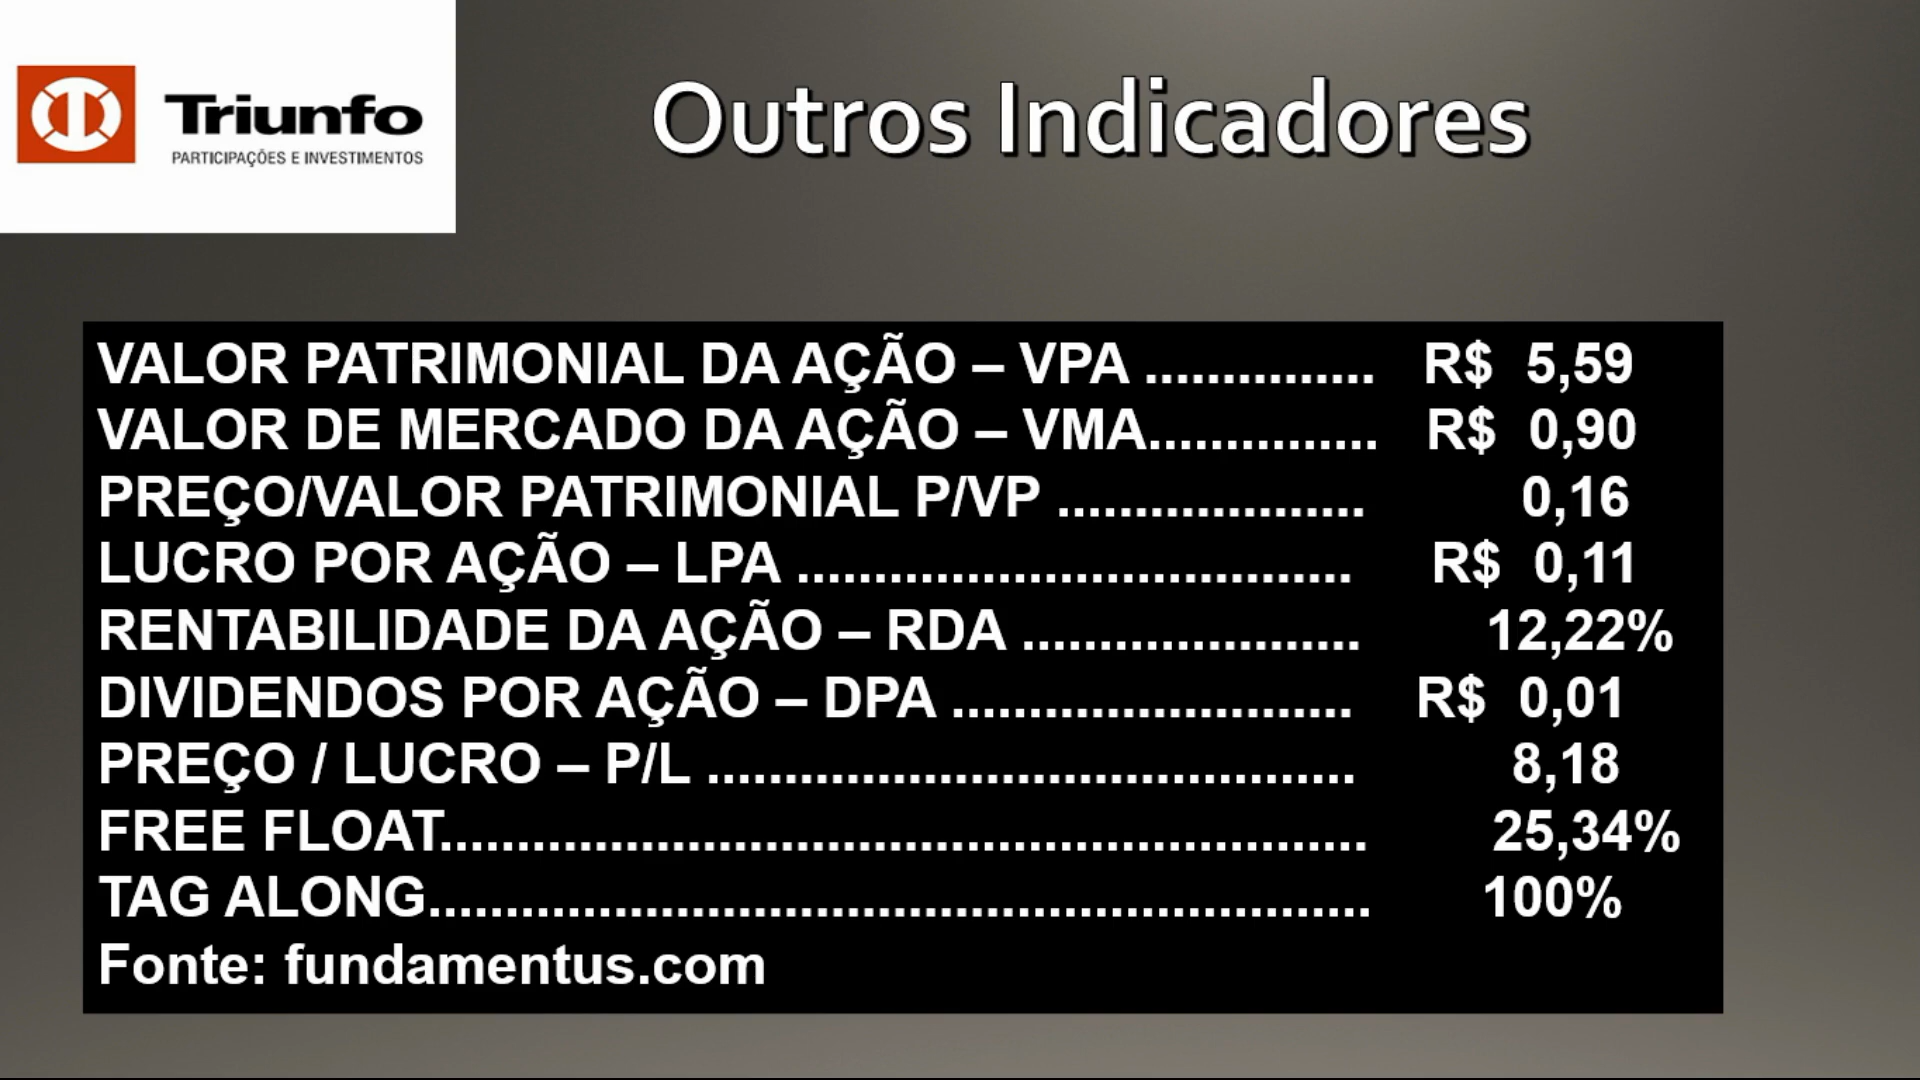 Triunfo
PARTICIPAÇÕES E INVESTIMENTOS
Outros Indicadores
VALOR PATRIMONIAL DA AÇÃO – VPA ............... R$ 5,59
VALOR DE MERCADO DA AÇÃO – VMA............... R$ 0,90
PREÇO/VALOR PATRIMONIAL P/VP .................... 0,16
LUCRO POR AÇÃO – LPA .................................... R$ 0,11
RENTABILIDADE DA AÇÃO – RDA ...................... 12,22%
DIVIDENDOS POR AÇÃO – DPA .......................... R$ 0,01
PREÇO / LUCRO – P/L .......................................... 8,18
FREE FLOAT............................................................ 25,34%
TAG ALONG............................................................. 100%
Fonte: fundamentus.com